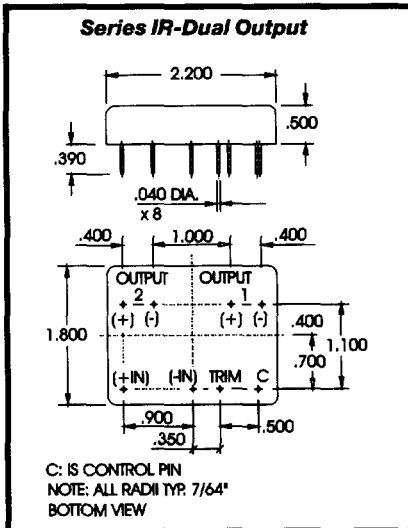 Series IR-Dual Output
2.200
.500
.390
.040 DIA.
x 8
.400 1.000 .400
OUTPUT OUTPUT
2 1
(+) (-) (+) (-)
.400
1.800
1.100
.700
(+IN) (-IN) TRIM C
.900
.500
.350
C: IS CONTROL PIN
NOTE: ALL RADII TYP. 7/64"
BOTTOM VIEW